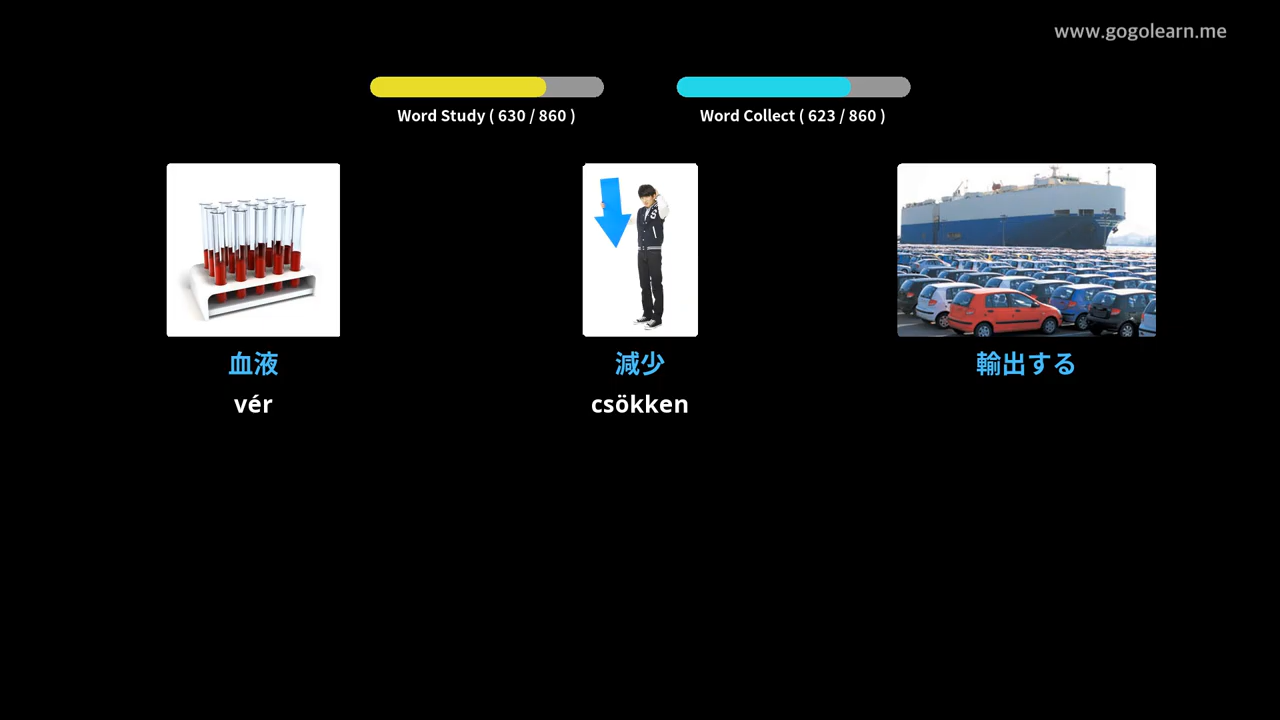 www.gogolearn.me
Word Study ( 630 / 860 )
Word Collect ( 623 / 860 )
血液
減少
輸出する
vér
csökken